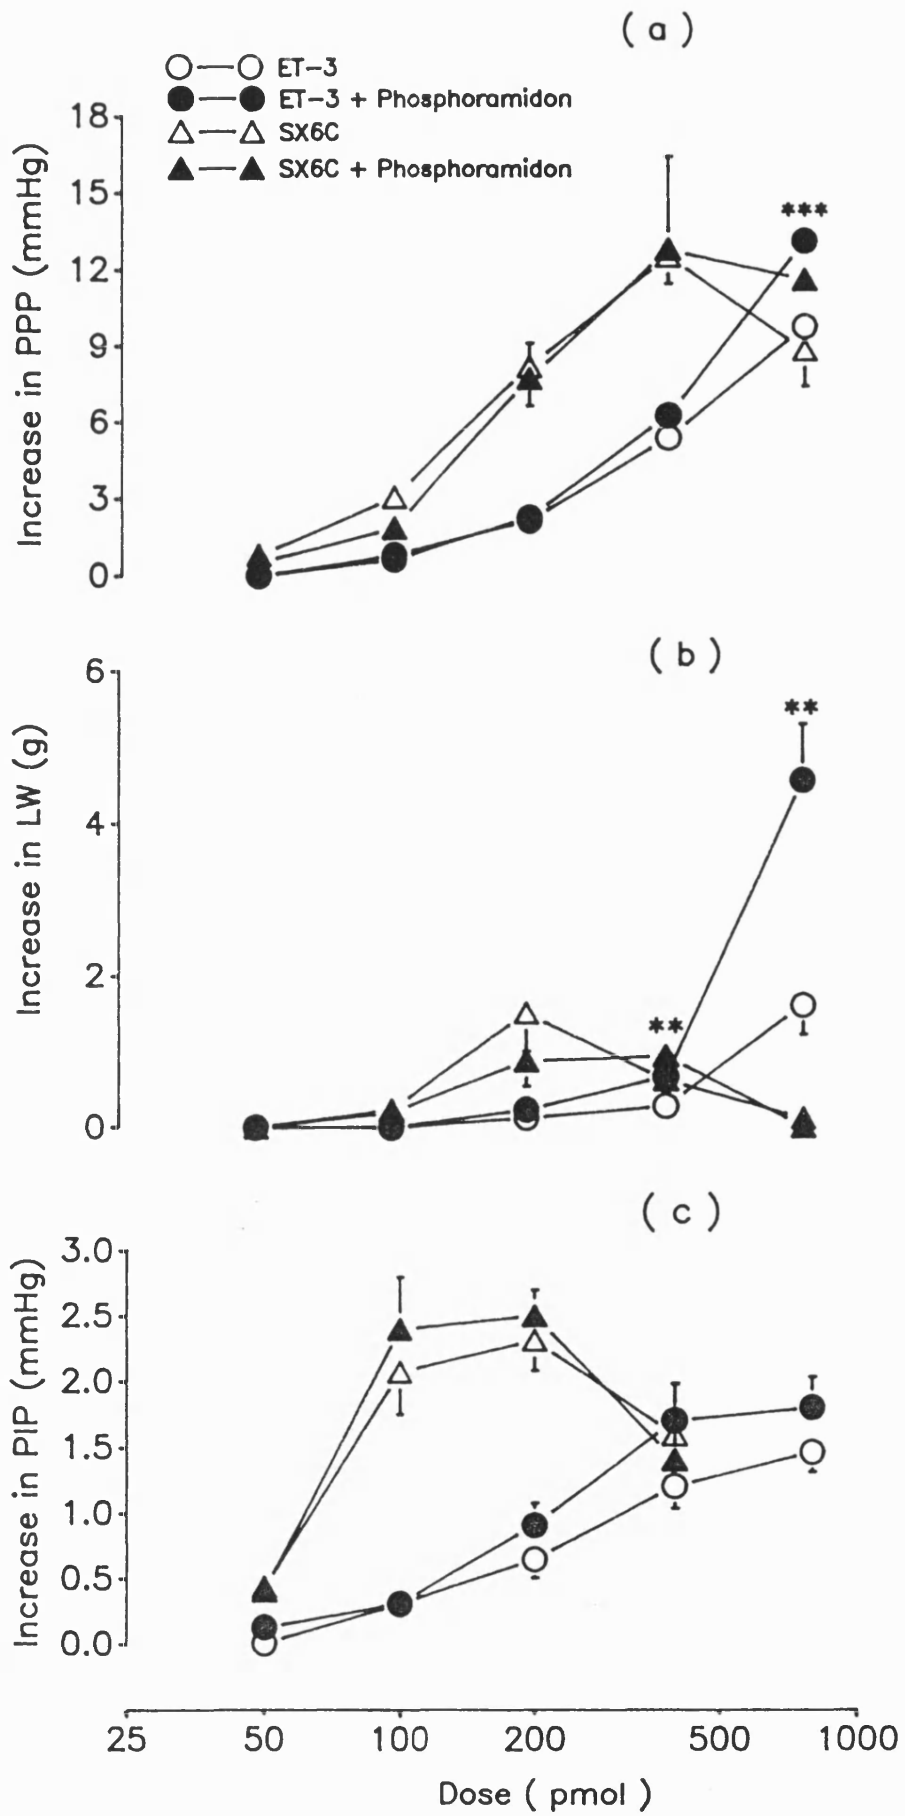 ( a )
ET-3
ET-3 + Phosphoramidon
SX6C
SX6C + Phosphoramidon
Increase in PPP (mmHg)
18
15
12
9
6
3
0
***
( b )
Increase in LW (g)
6
4
2
0
**
**
( c )
Increase in PIP (mmHg)
3.0
2.5
2.0
1.5
1.0
0.5
0.0
25 50 100 200 500 1000
Dose ( pmol )